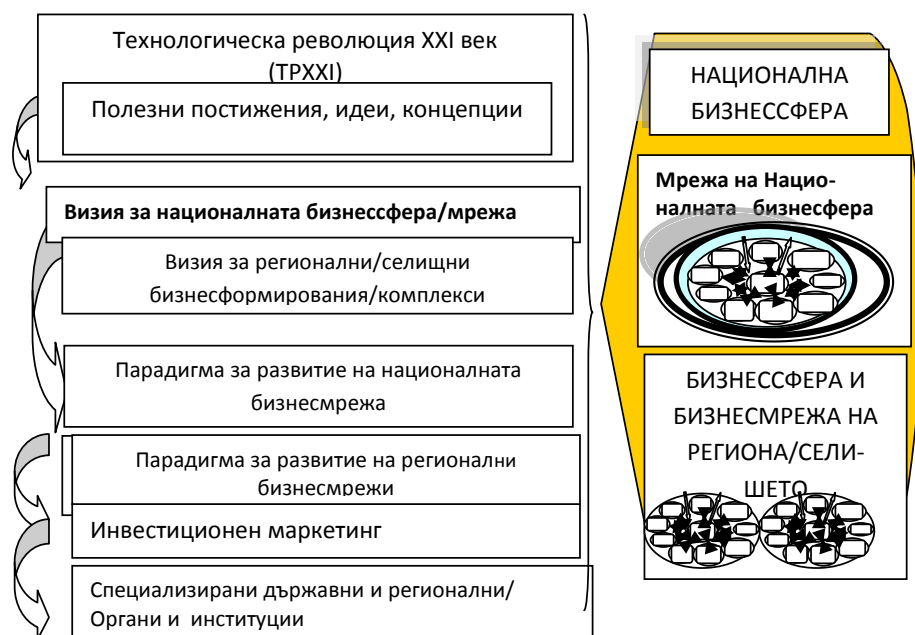 Технологическа революция XXI век
(ТРXXI)
Полезни постижения, идеи, концепции
Визия за националната бизнессфера/мрежа
Визия за регионални/селищни
бизнесформирования/комплекси
Парадигма за развитие на националната
бизнесмрежа
Парадигма за развитие на регионални
бизнесмрежи
Инвестиционен маркетинг
Специализирани държавни и регионални/
Органи и институции
НАЦИОНАЛНА
БИЗНЕССФЕРА
Мрежа на Нацио-
налната бизнесфера
БИЗНЕССФЕРА И
БИЗНЕСМРЕЖА НА
РЕГИОНА/СЕЛИ-
ШЕТО